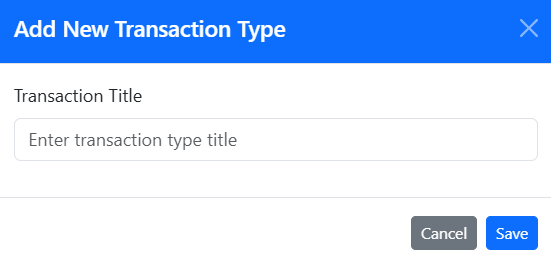 Add New Transaction Type
Transaction Title
Enter transaction type title
Cancel Save